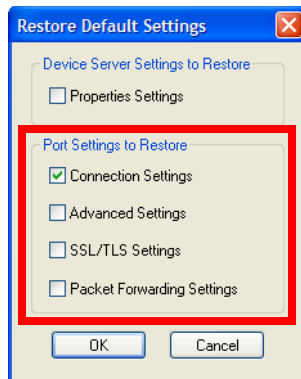 Restore Default Settings
Device Server Settings to Restore
Properties Settings
Port Settings to Restore
Connection Settings
Advanced Settings
SSL/TLS Settings
Packet Forwarding Settings
OK
Cancel